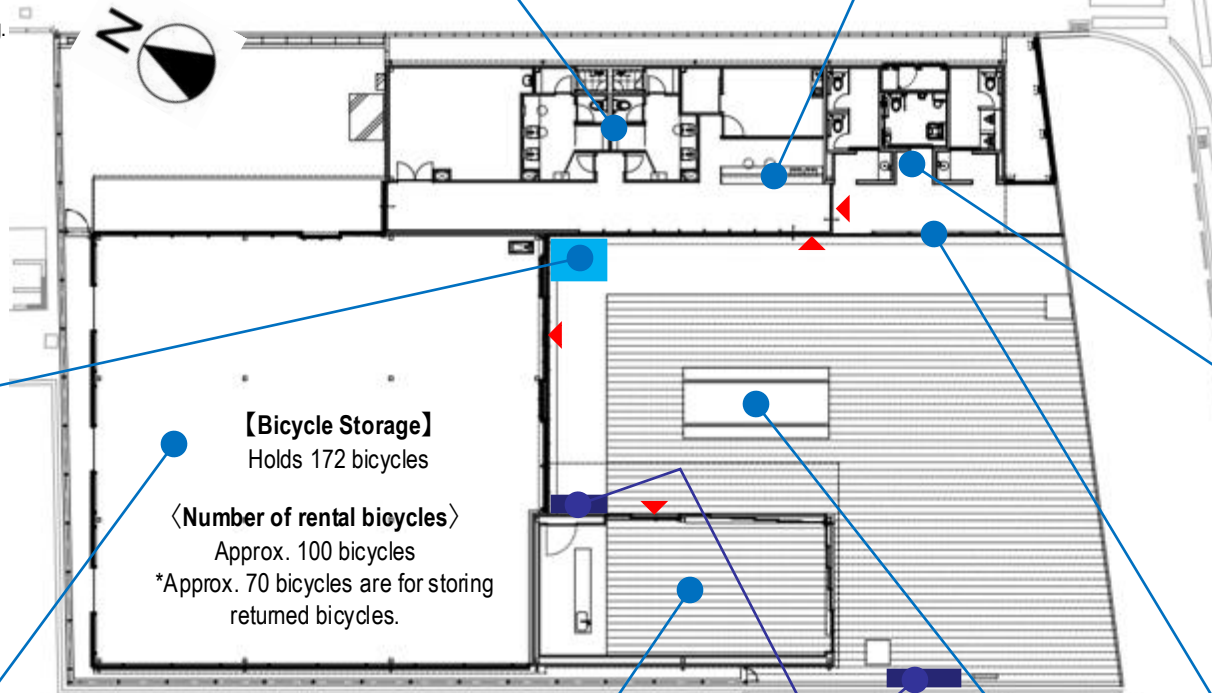 N
【Bicycle Storage】
Holds 172 bicycles
〈Number of rental bicycles〉
Approx. 100 bicycles
*Approx. 70 bicycles are for storing
returned bicycles.